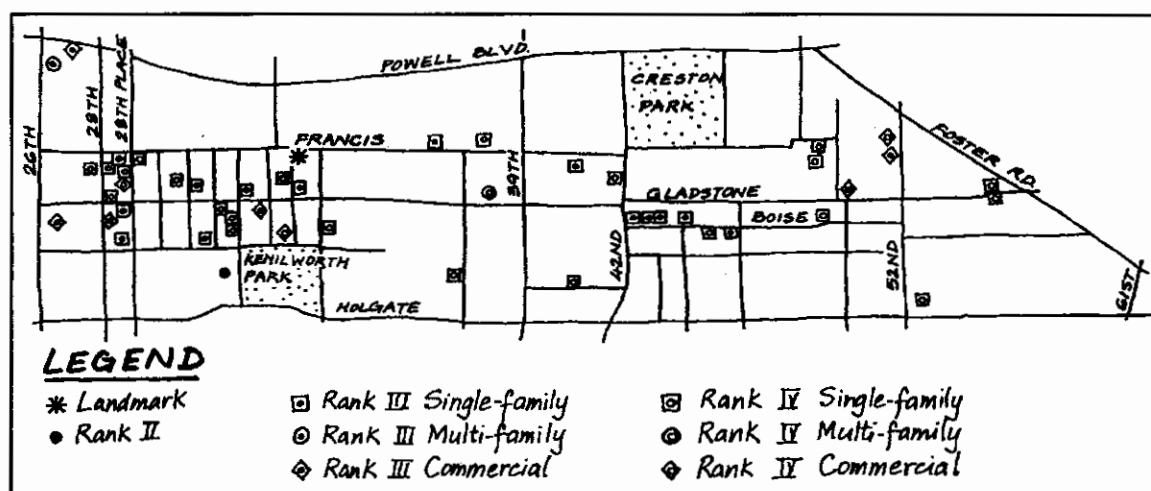 POWELL BLVD.
CRESTON
PARK
26TH
28TH
28TH PLACE
FRANCIS
39TH
FOSTER RD.
GLADSTONE
BOISE
42ND
52ND
61ST
KENILWORTH
PARK
HOLGATE
LEGEND
Landmark
Rank II
Rank III Single-family
Rank III Multi-family
Rank III Commercial
Rank IV Single-family
Rank IV Multi-family
Rank IV Commercial